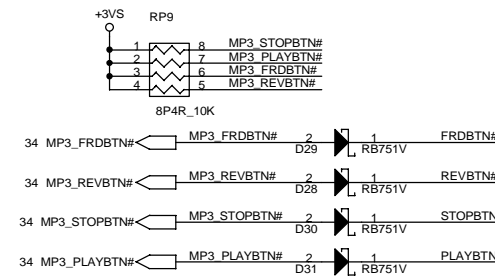 +3VS
RP9
1 8 MP3_STOPBTN#
2 7 MP3_PLAYBTN#
3 6 MP3_FRDBTN#
4 5 MP3_REVBTN#
8P4R_10K
34 MP3_FRDBTN# MP3_FRDBTN# 2 1 FRDBTN#
D29 RB751V
34 MP3_REVBTN# MP3_REVBTN# 2 1 REVBTN#
D28 RB751V
34 MP3_STOPBTN# MP3_STOPBTN# 2 1 STOPBTN
D30 RB751V
34 MP3_PLAYBTN# MP3_PLAYBTN# 2 1 PLAYBTN
D31 RB751V